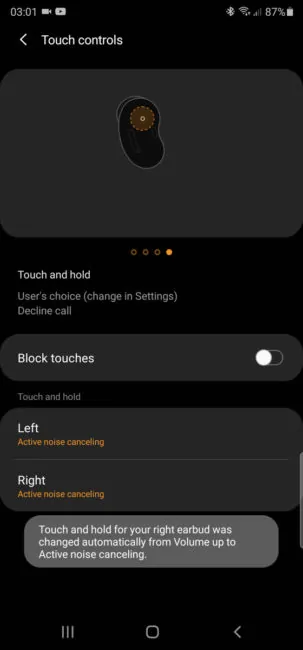 03:01 87%
Touch controls
Touch and hold
User's choice (change in Settings)
Decline call
Block touches
Touch and hold
Left
Active noise canceling
Right
Active noise canceling
Touch and hold for your right earbud was
changed automatically from Volume up to
Active noise canceling.